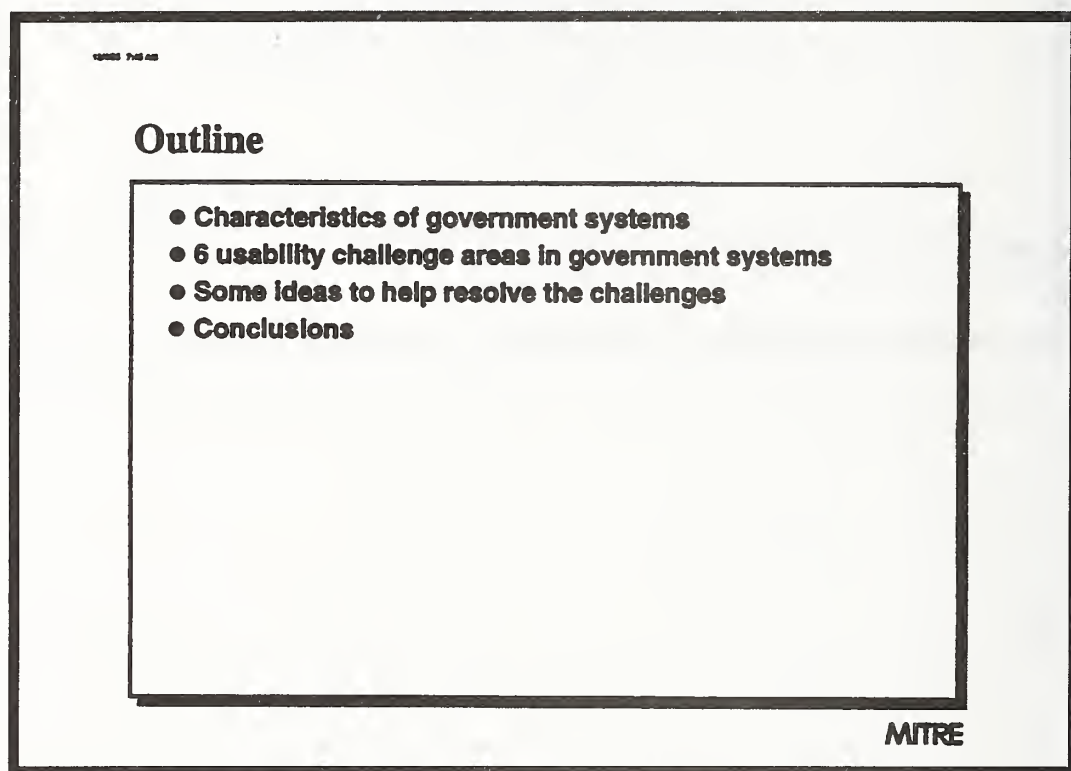 Outline
● Characteristics of government systems
● 6 usability challenge areas in government systems
● Some ideas to help resolve the challenges
● Conclusions
MITRE